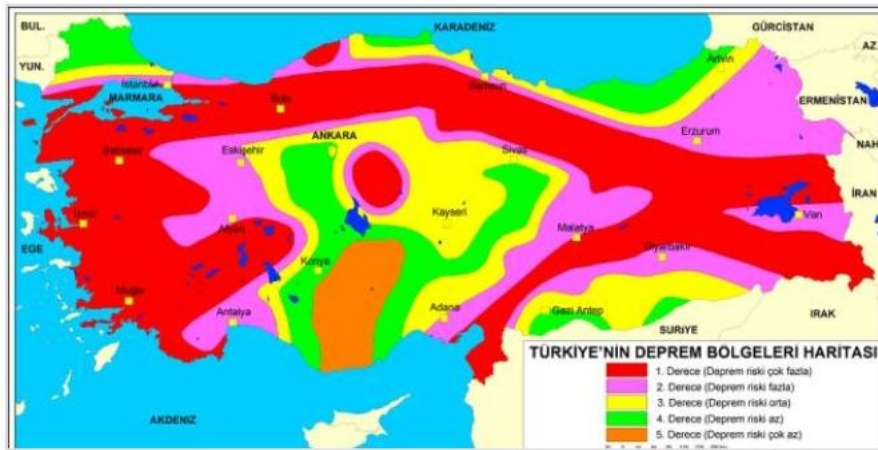 BUL.
KARADENİZ
GÜRCİSTAN
YUN.
Artvin
AZ.
İstanbul
MARMARA
Samsun
Bolu
ERMENİSTAN
ANKARA
Erzurum
Balıkesir
Eskişehir
Sivas
NAH
İRAN
İzmir
Kayseri
Van
Afyon
Malatya
EGE
Konya
Diyarbakır
Muğla
Antalya
Adana
Gazi Antep
IRAK
SURİYE
TÜRKİYE'NİN DEPREM BÖLGELERİ HARİTASI
1. Derece (Deprem riski çok fazla)
2. Derece (Deprem riski fazla)
3. Derece (Deprem riski orta)
AKDENİZ
4. Derece (Deprem riski az)
5. Derece (Deprem riski çok az)